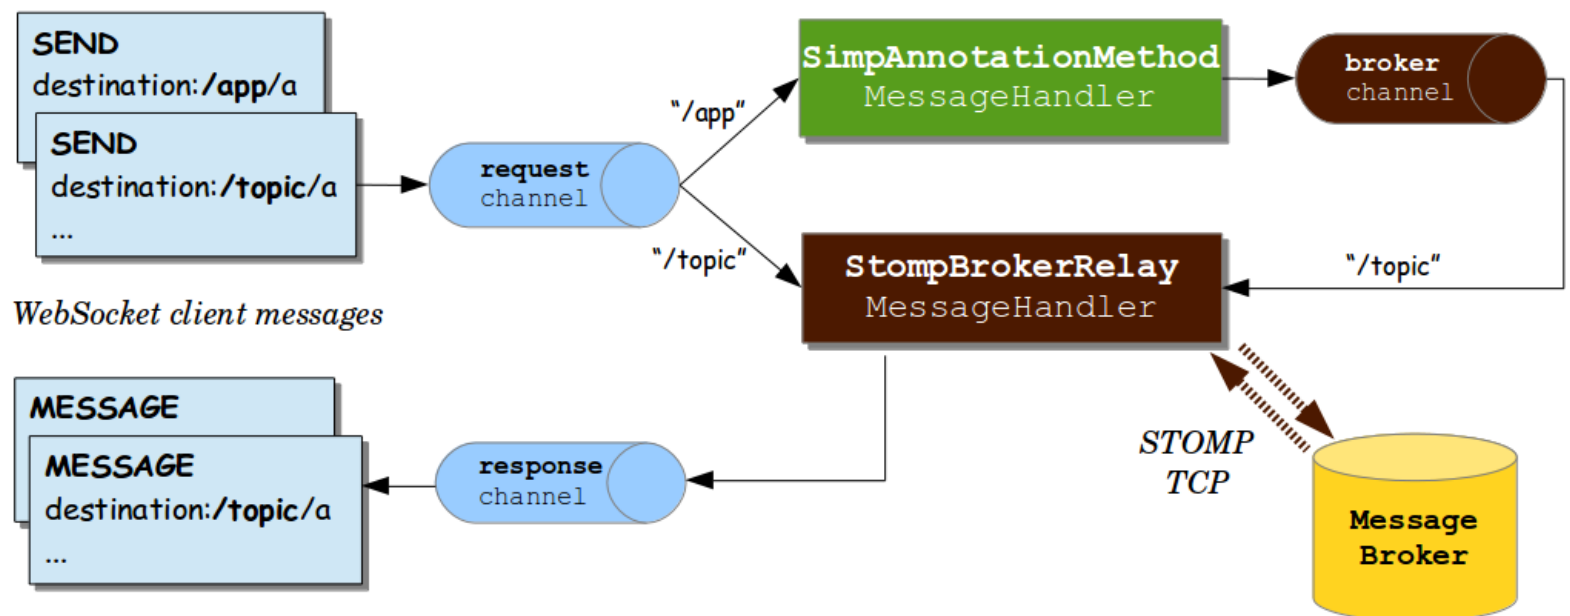 SEND
destination:/app/a
SEND
destination:/topic/a
...
WebSocket client messages
request
channel
"/app"
"/topic"
SimpAnnotationMethod
MessageHandler
broker
channel
"/topic"
StompBrokerRelay
MessageHandler
STOMP
TCP
Message
Broker
response
channel
MESSAGE
MESSAGE
destination:/topic/a
...